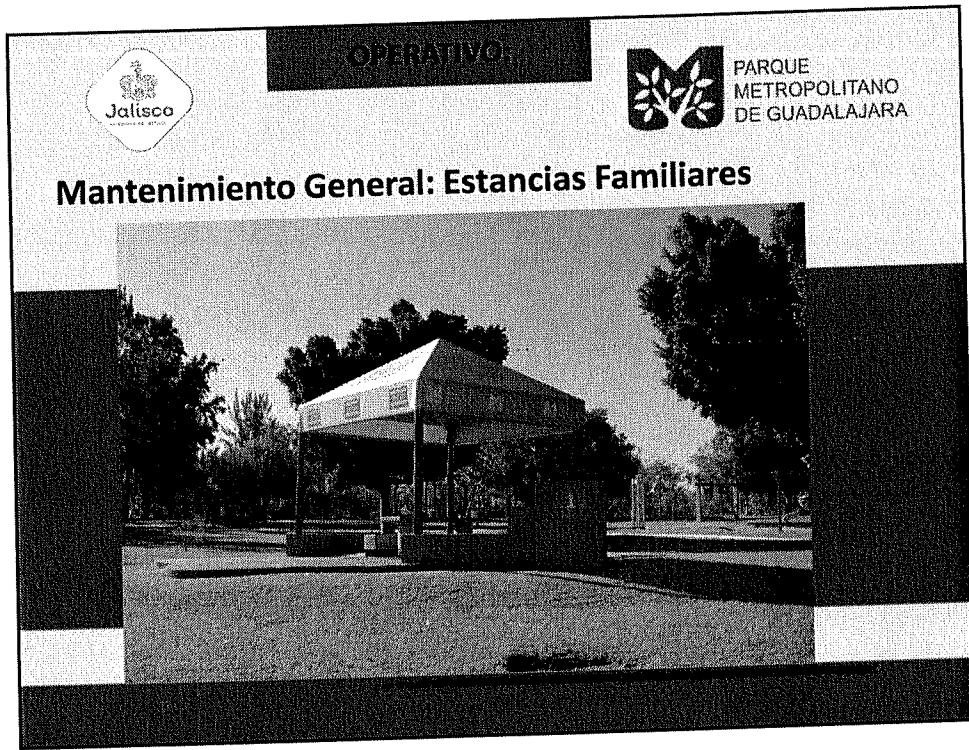 OPERATIVO:
Jalisco
PARQUE
METROPOLITANO
DE GUADALAJARA
Mantenimiento General: Estancias Familiares